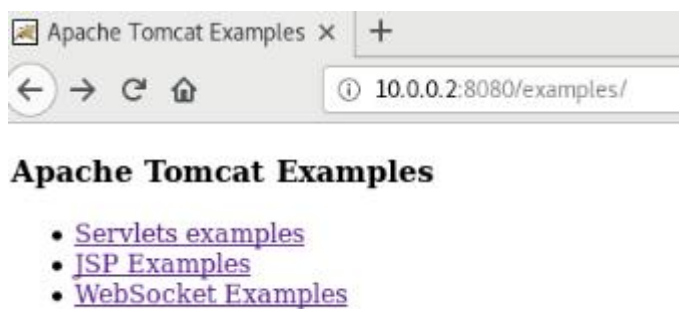 Apache Tomcat Examples × +
10.0.0.2:8080/examples/
Apache Tomcat Examples
• Servlets examples
• JSP Examples
• WebSocket Examples